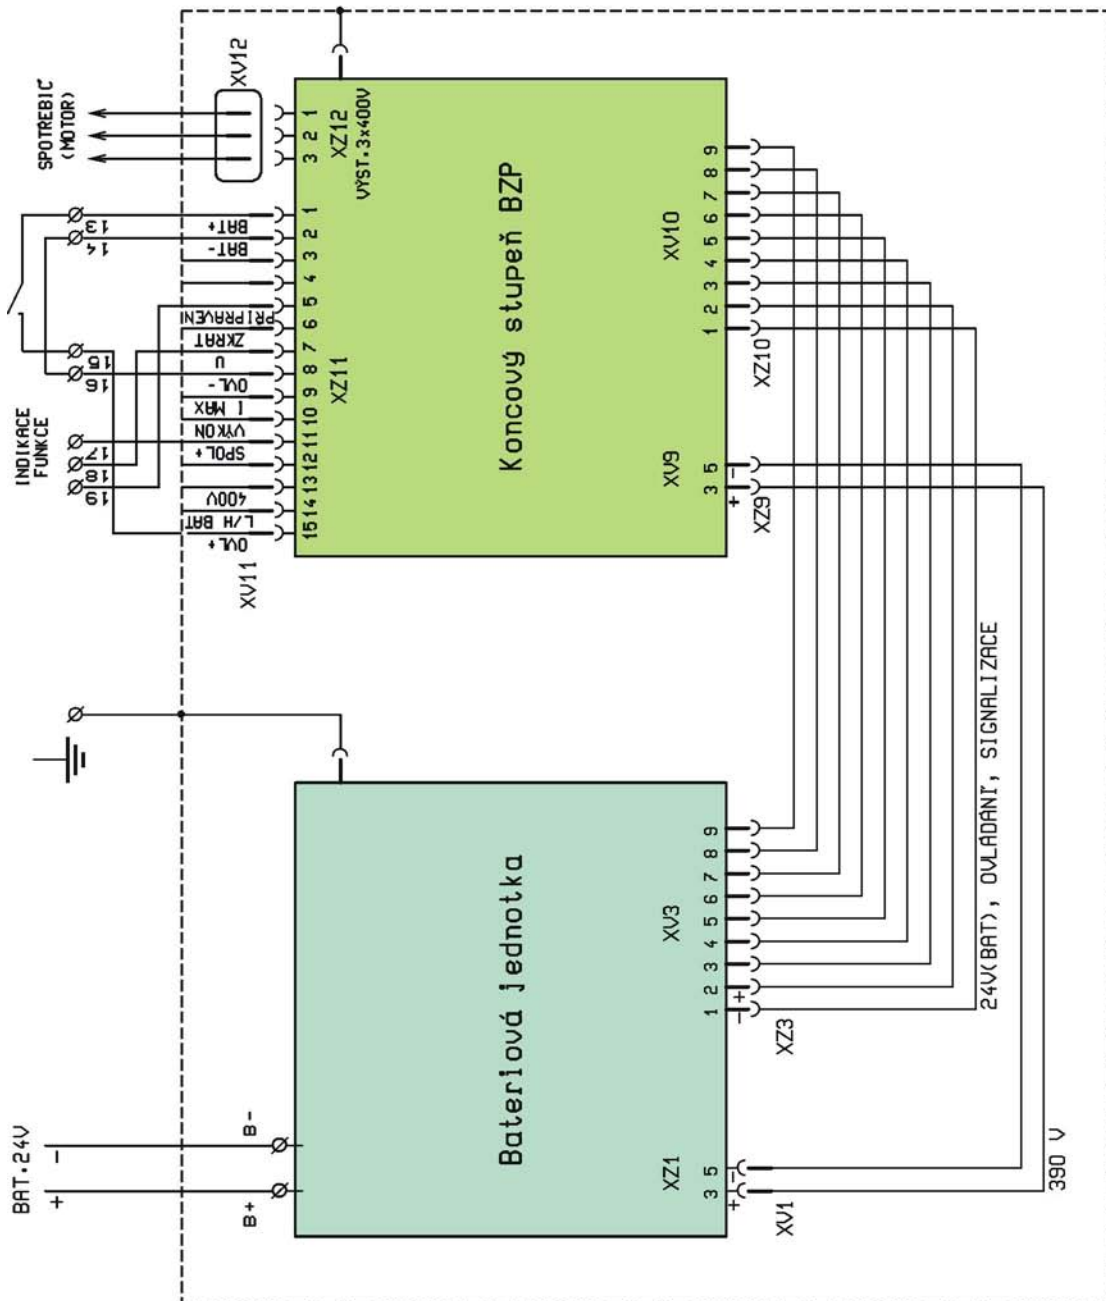 BAT.24V
+
-
B+
B-
INDIKACE
FUNKCE
SPOTREBIČ
(MOTOR)
19
18
17
16
15
14
13
XV11
XV12
OVL+
L/H BAT
400V
SPOL+
VÝKON
I MAX
OVL-
U
ZKRAT
PRIPRAVENI
BAT-
BAT+
15 14 13 12 11 10 9 8 7 6 5 4 3 2 1
3 2 1
XZ11
XZ12
VÝST.3x400V
Bateriová jednotka
Koncový stupeň BZP
XZ1
XV3
XV9
XV10
3 5
1 2 3 4 5 6 7 8 9
3 5
1 2 3 4 5 6 7 8 9
+ -
- +
+ -
XV1
XZ3
XZ9
XZ10
24V(BAT), OVLÁDÁNÍ, SIGNALIZACE
390 V